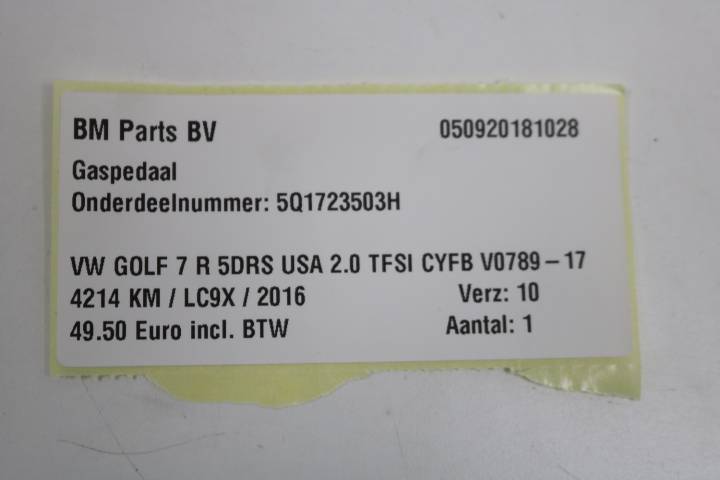 BM Parts BV 050920181028
Gaspedaal
Onderdeelnummer: 5Q1723503H
VW GOLF 7 R 5DRS USA 2.0 TFSI CYFB V0789-17
4214 KM / LC9X / 2016 Verz: 10
49.50 Euro incl. BTW Aantal: 1